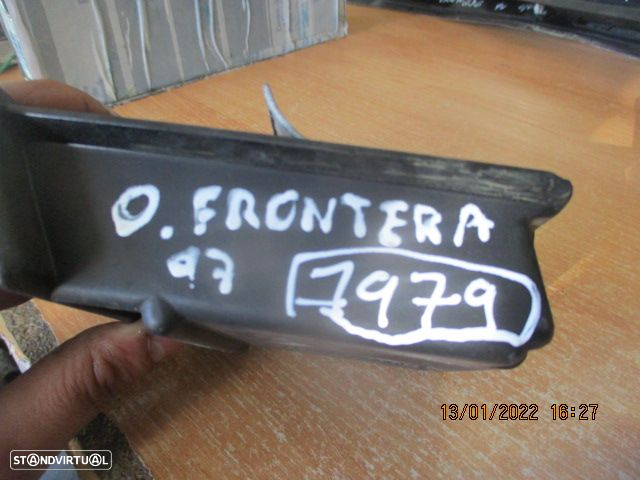 O. FRONTERA
97
7979
13/01/2022 16:27
STANDVIRTUAL